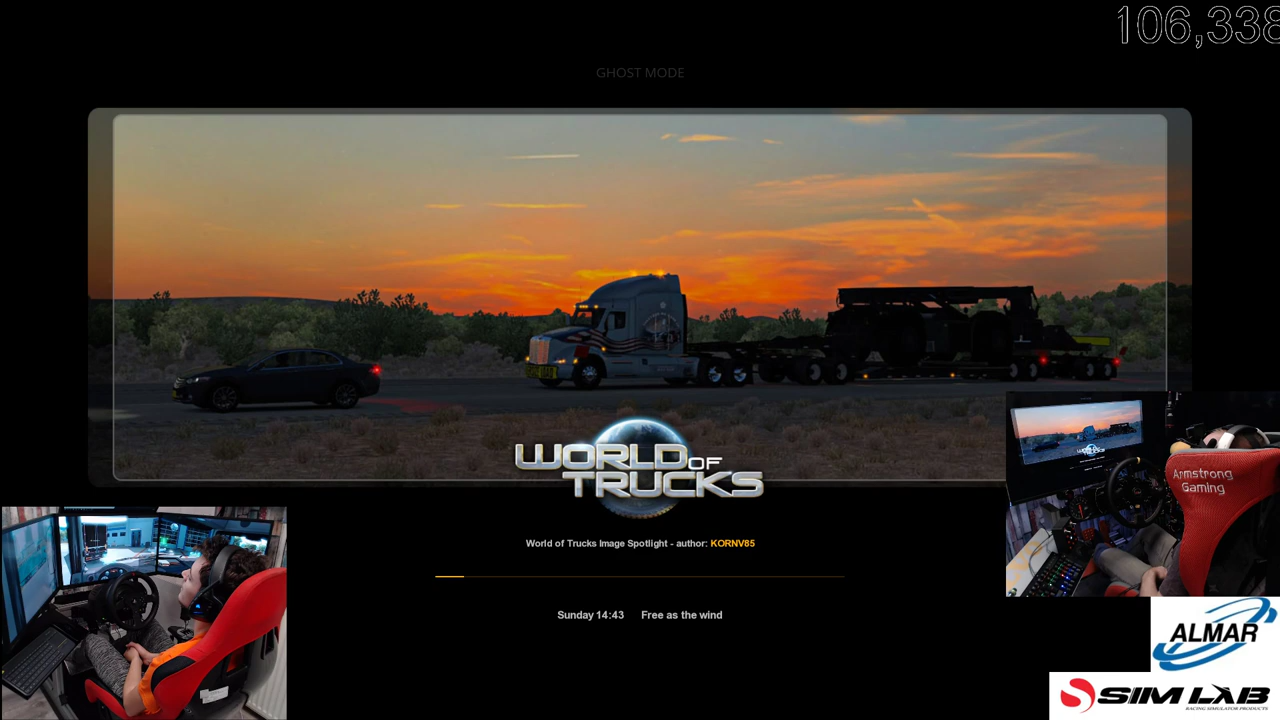 106,338
GHOST MODE
WORLD OF
TRUCKS
World of Trucks Image Spotlight - author: KORNV85
Sunday 14:43 Free as the wind
Armstrong
Gaming
ALMAR
SIM LAB
RACING SIMULATOR PRODUCTS